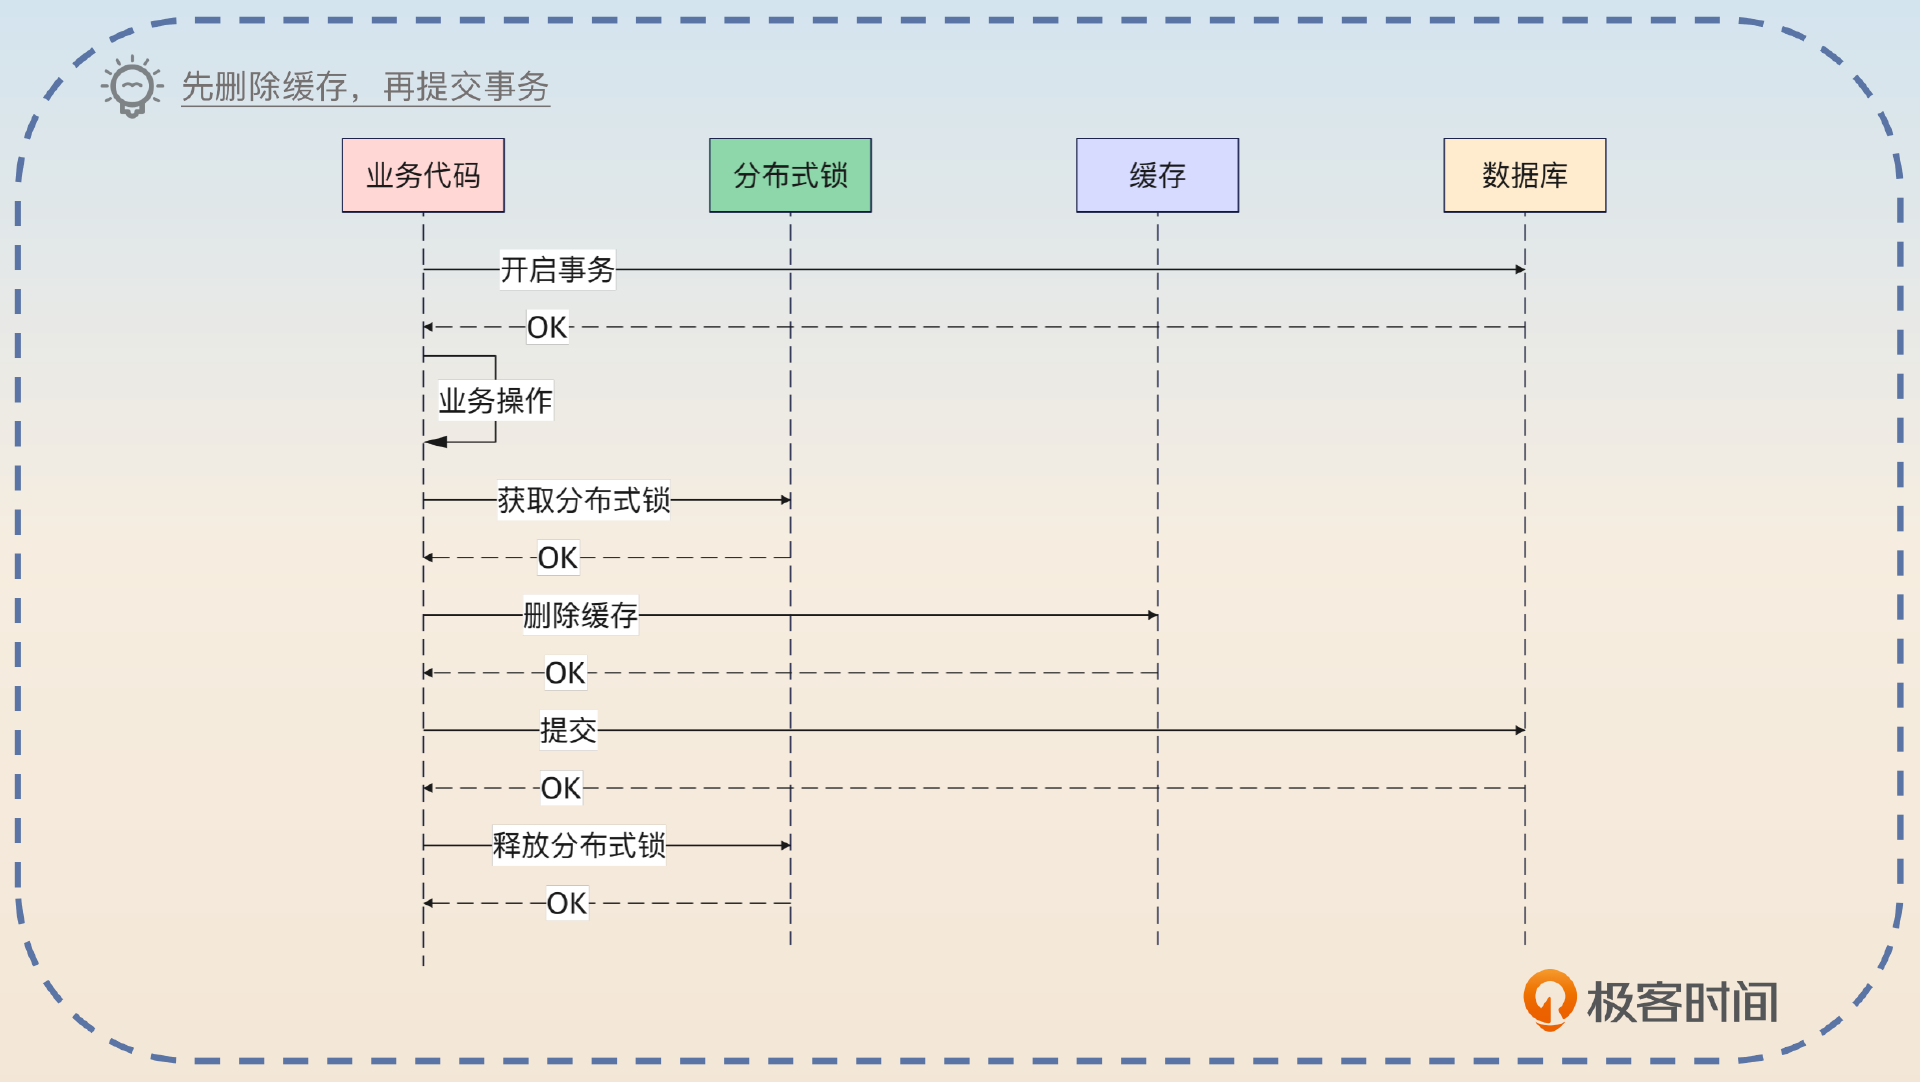 先删除缓存，再提交事务
业务代码
分布式锁
缓存
数据库
开启事务
OK
业务操作
获取分布式锁
OK
删除缓存
OK
提交
OK
释放分布式锁
OK
极客时间